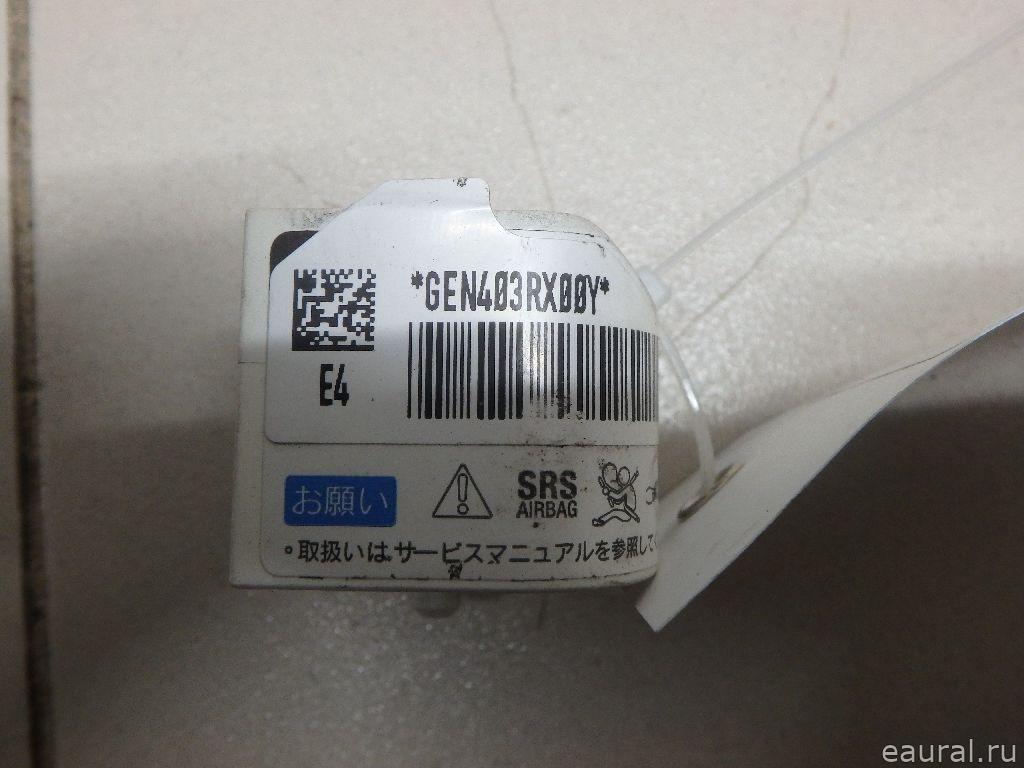 *GEN403RX00Y*
E4
お願い
SRS
AIRBAG
°取扱いはサービスマニュアルを参照して
eaural.ru